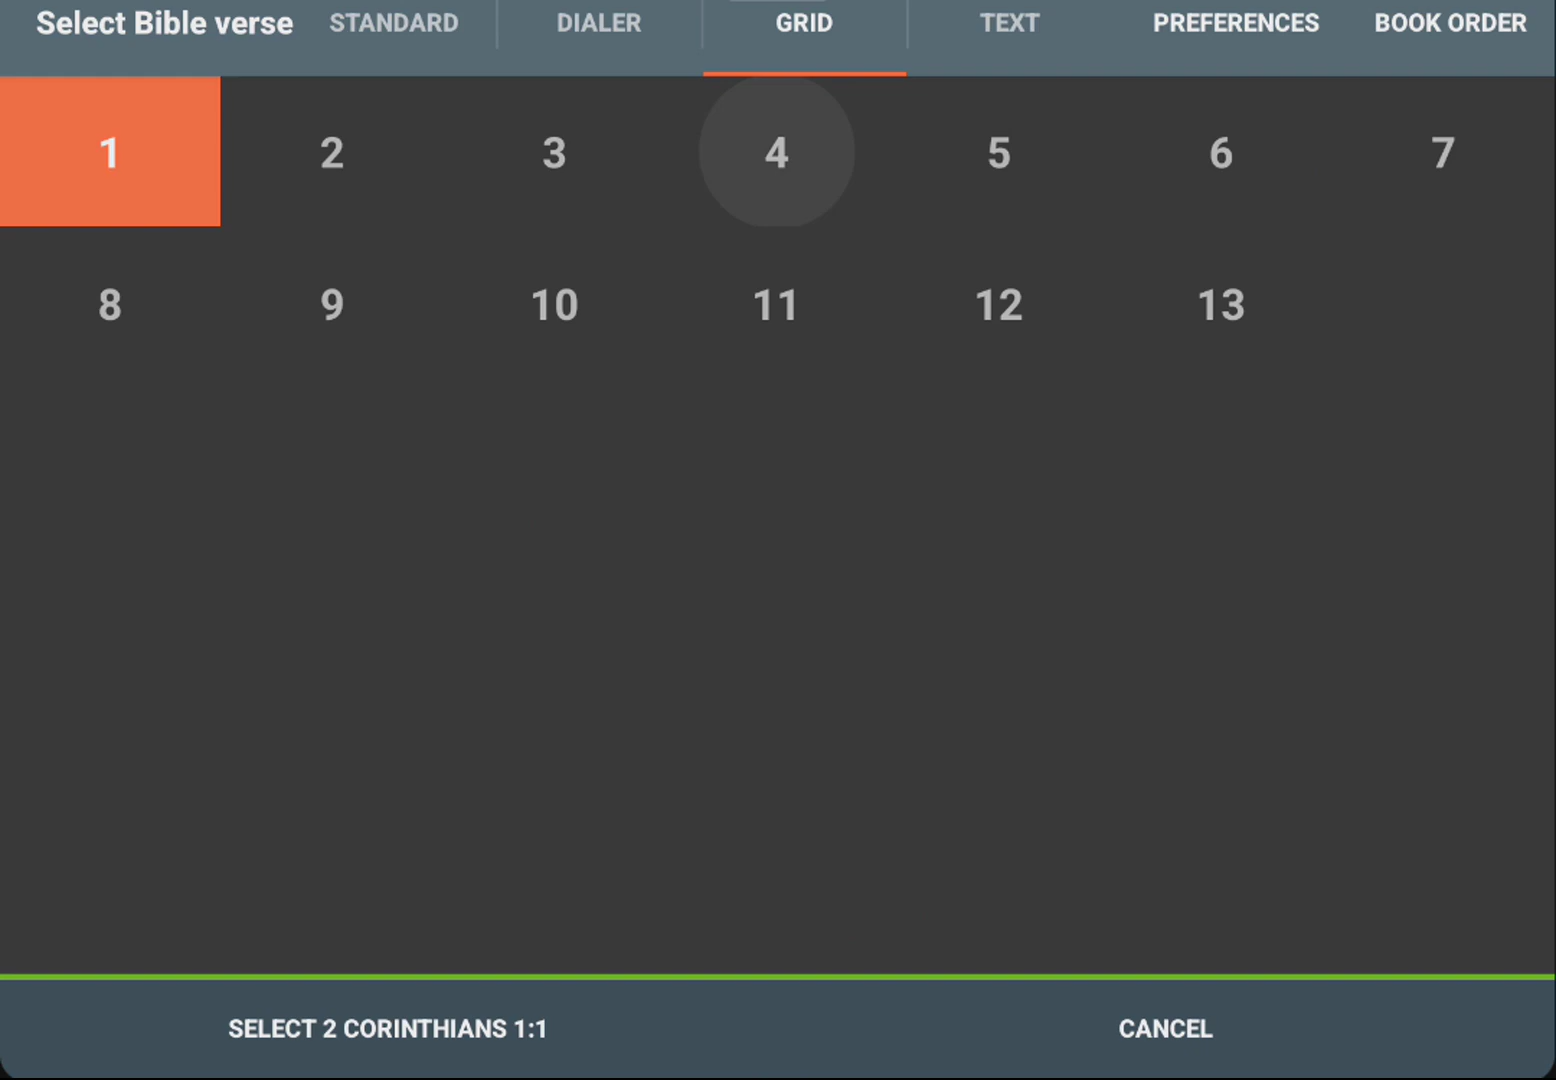 Select Bible verse STANDARD DIALER GRID TEXT PREFERENCES BOOK ORDER
1 2 3 4 5 6 7
8 9 10 11 12 13
SELECT 2 CORINTHIANS 1:1 CANCEL